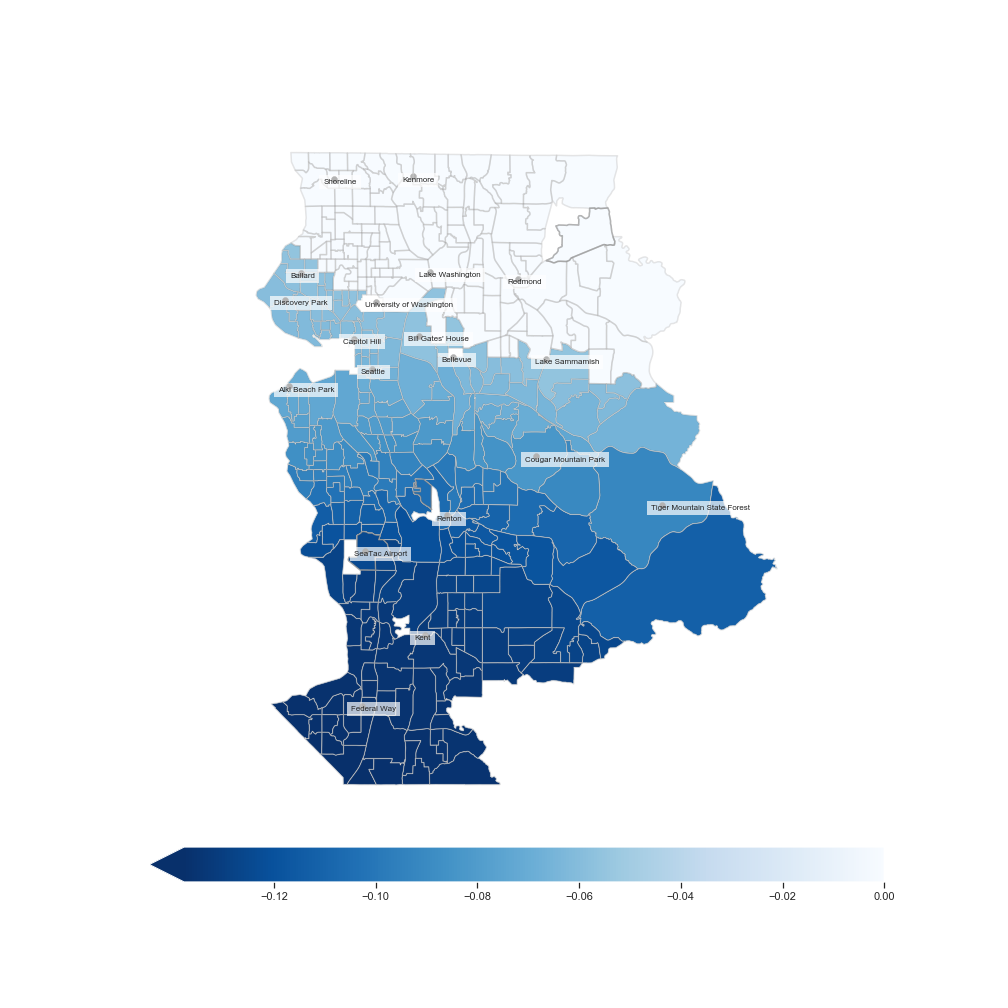 Shoreline
Kenmore
Ballard
Lake Washington
Redmond
Discovery Park
University of Washington
Capitol Hill
Bill Gates' House
Bellevue
Lake Sammamish
Seattle
Alki Beach Park
Cougar Mountain Park
Tiger Mountain State Forest
Renton
SeaTac Airport
Kent
Federal Way
−0.12
−0.10
−0.08
−0.06
−0.04
−0.02
0.00